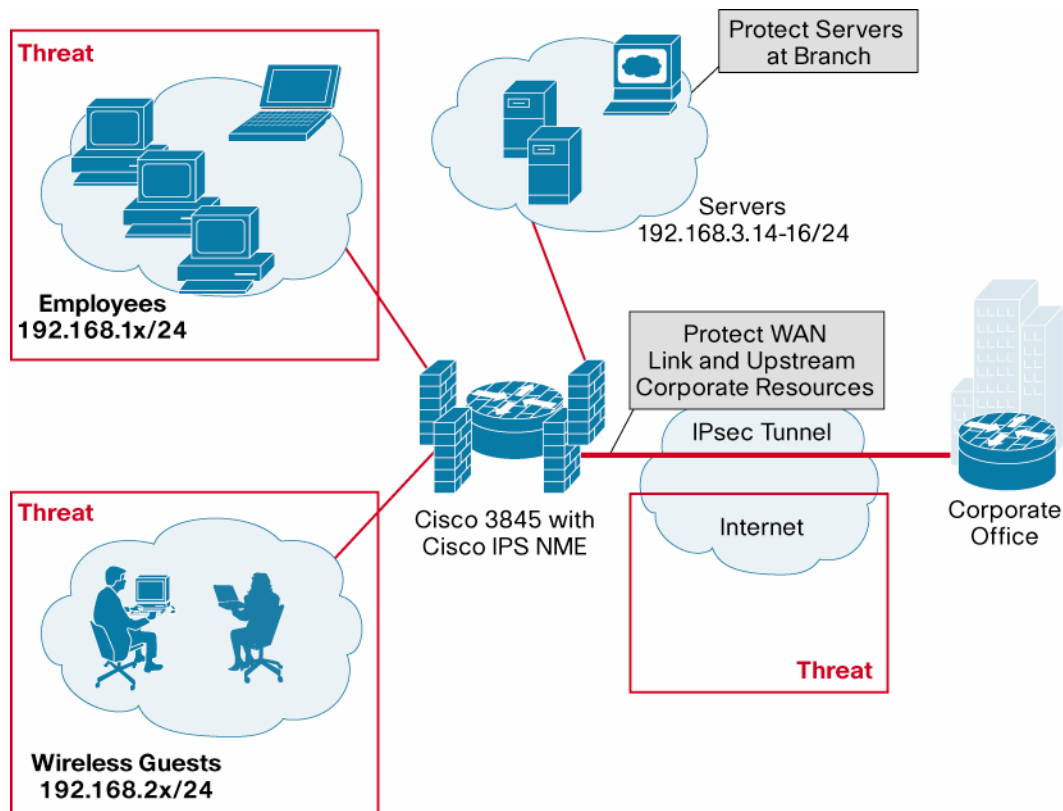 Threat
Protect Servers
at Branch
Servers
192.168.3.14-16/24
Employees
192.168.1x/24
Protect WAN
Link and Upstream
Corporate Resources
IPsec Tunnel
Threat
Internet
Cisco 3845 with
Cisco IPS NME
Corporate
Office
Threat
Wireless Guests
192.168.2x/24